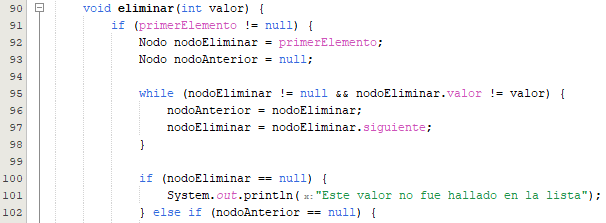 90 void eliminar(int valor) {
91 if (primerElemento != null) {
92 Nodo nodoEliminar = primerElemento;
93 Nodo nodoAnterior = null;
94
95 while (nodoEliminar != null && nodoEliminar.valor != valor) {
96 nodoAnterior = nodoEliminar;
97 nodoEliminar = nodoEliminar.siguiente;
98 }
99
100 if (nodoEliminar == null) {
101 System.out.println( x: "Este valor no fue hallado en la lista");
102 } else if (nodoAnterior == null) {